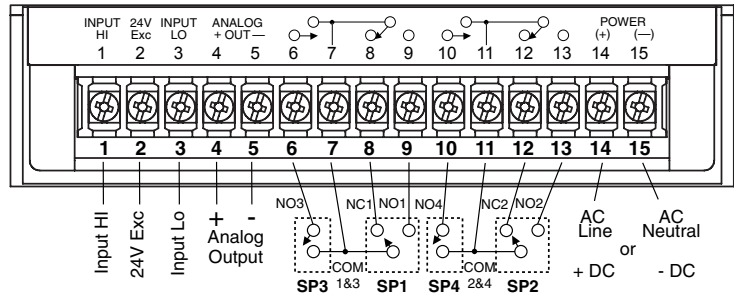 INPUT 24V INPUT ANALOG POWER
HI Exc LO + OUT — (+) (—)
1 2 3 4 5 6 7 8 9 10 11 12 13 14 15
1 2 3 4 5 6 7 8 9 10 11 12 13 14 15
NO3 NC1 NO1 NO4 NC2 NO2
Input HI
24V Exc
Input Lo
+ -
Analog
Output
COM
1&3
COM
2&4
SP3 SP1 SP4 SP2
AC AC
Line Neutral
or
+ DC - DC